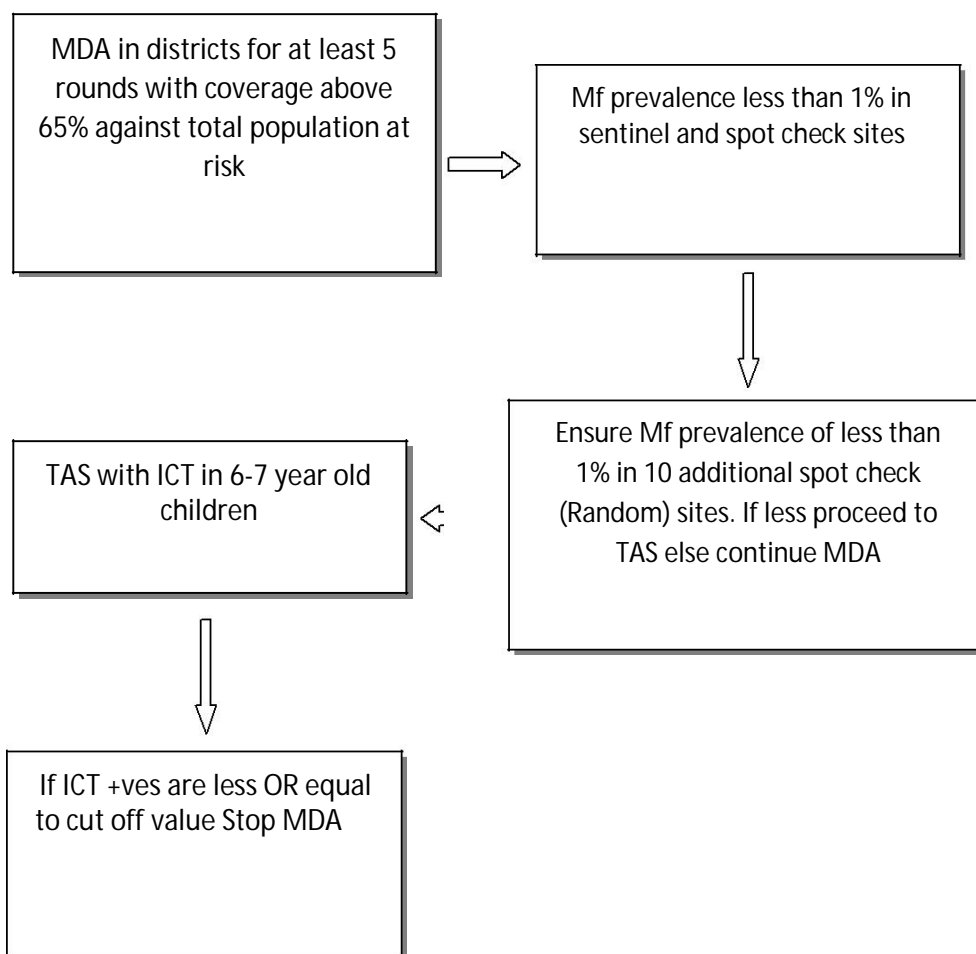 MDA in districts for at least 5
rounds with coverage above
65% against total population at
risk
Mf prevalence less than 1% in
sentinel and spot check sites
Ensure Mf prevalence of less than
1% in 10 additional spot check
(Random) sites. If less proceed to
TAS else continue MDA
TAS with ICT in 6-7 year old
children
If ICT +ves are less OR equal
to cut off value Stop MDA